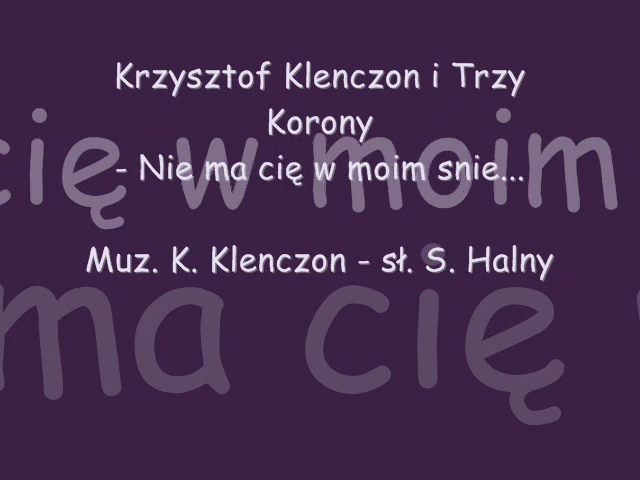 Krzysztof Klenczon i Trzy
Korony
- Nie ma cię w moim snie...
Muz. K. Klenczon - sł. S. Halny
cię w moim
ma cię